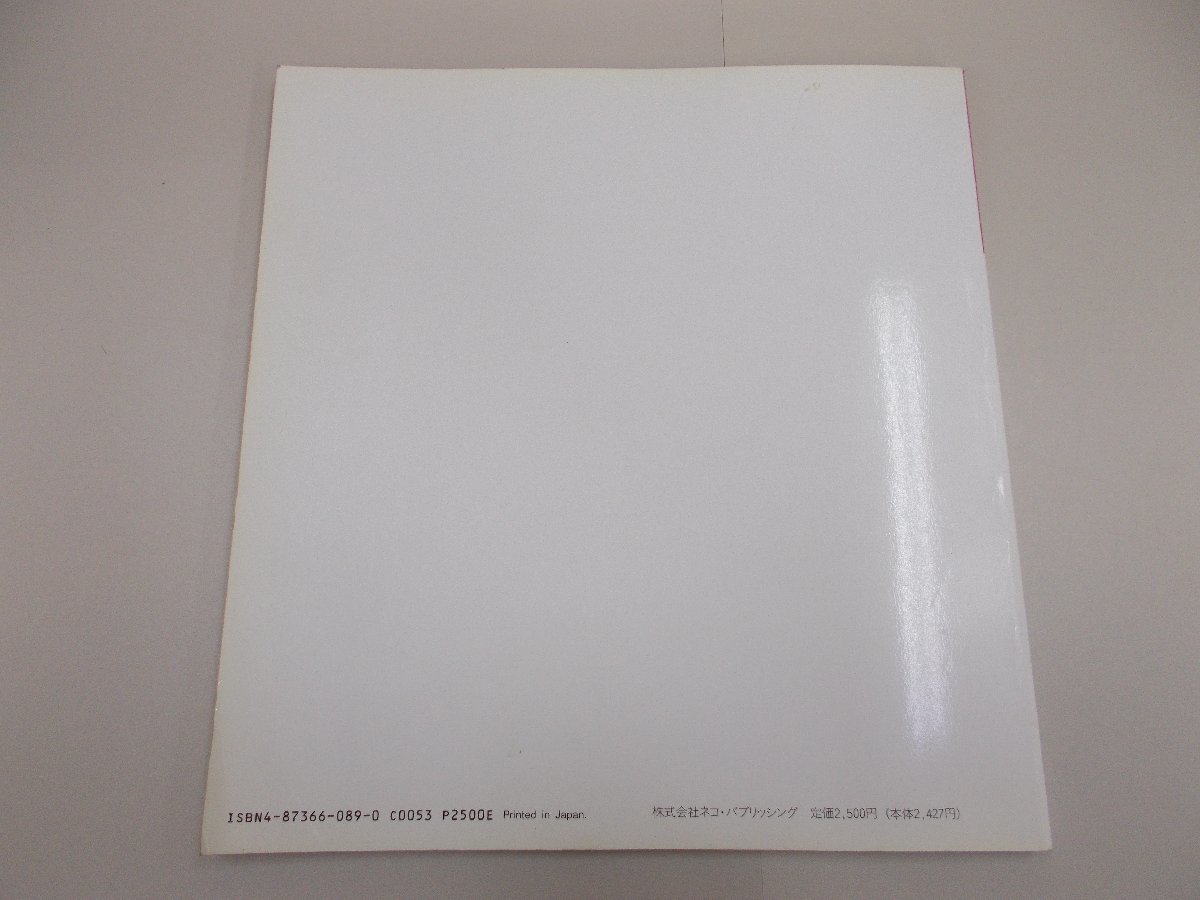 ISBN4-87366-089-0 C0053 P2500E Printed in Japan. 株式会社ネコ・パブリッシング 定価2,500円 (本体2,427円)